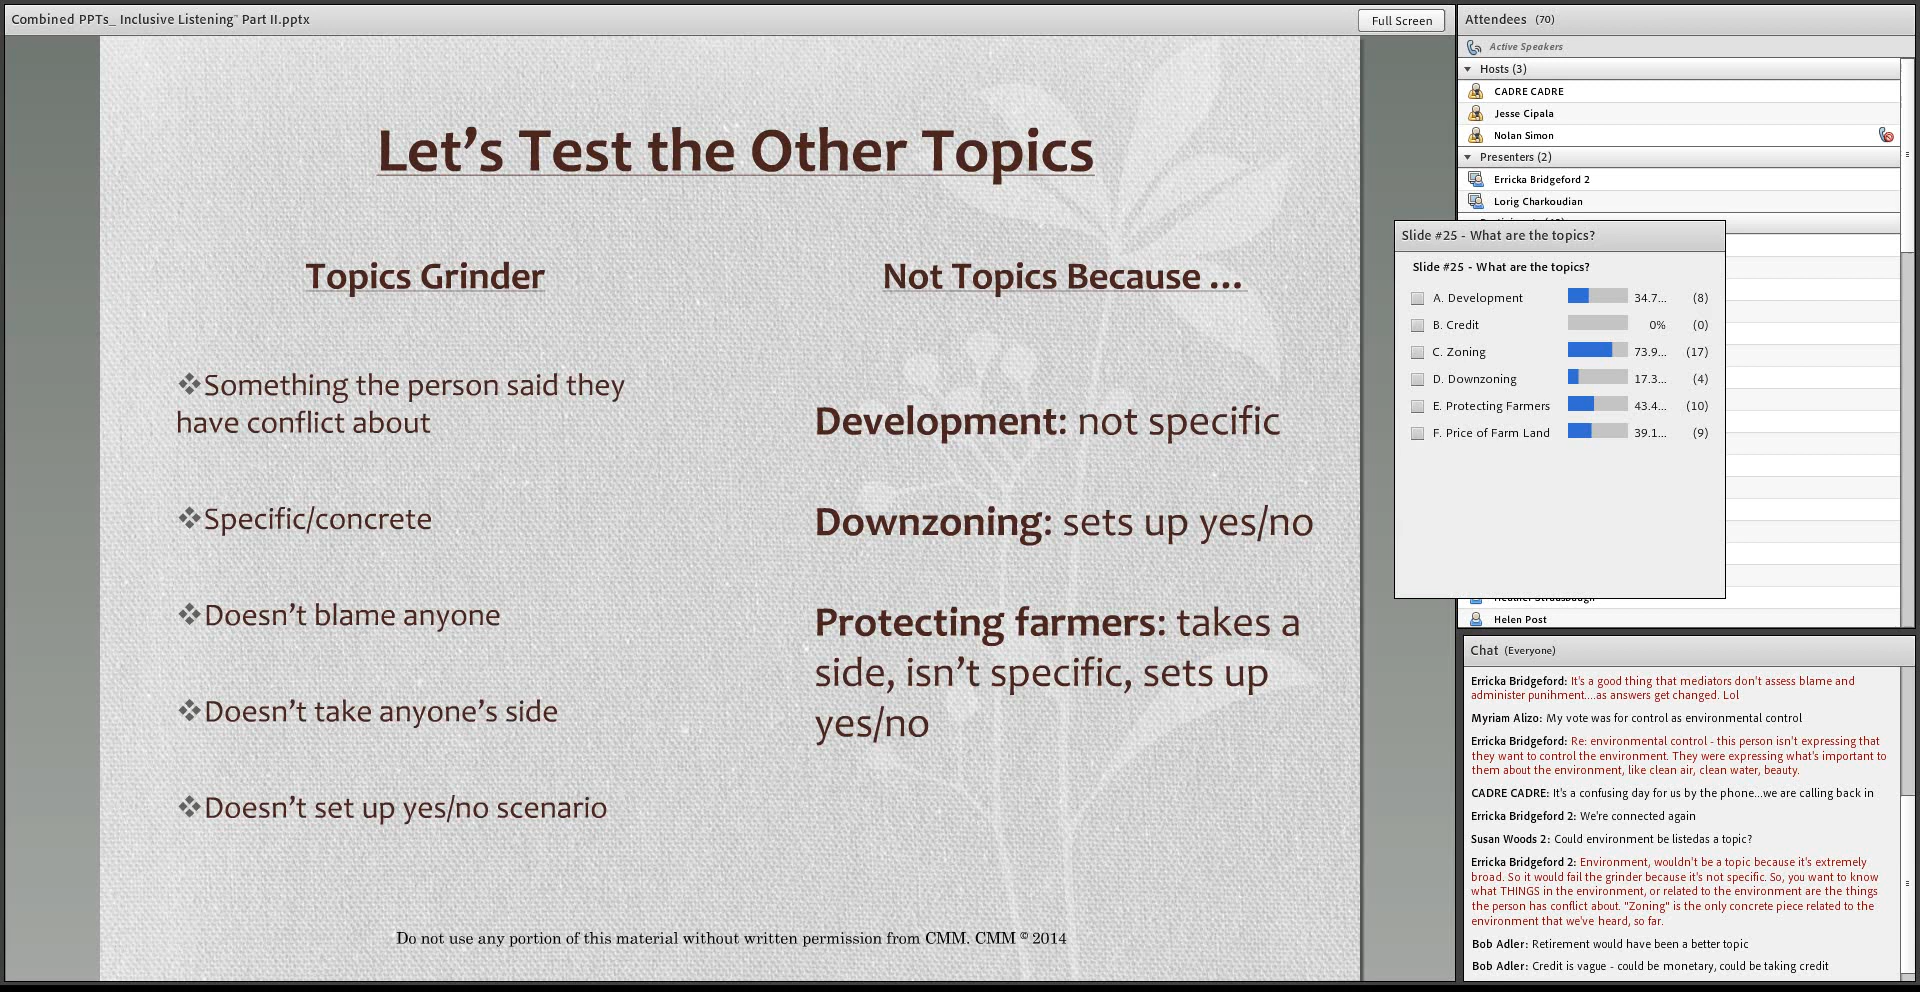 Combined PPTs_ Inclusive Listening™ Part II.pptx
Full Screen
Let's Test the Other Topics
Topics Grinder
❖Something the person said they
have conflict about
❖Specific/concrete
❖Doesn't blame anyone
❖Doesn't take anyone's side
❖Doesn't set up yes/no scenario
Not Topics Because ...
Development: not specific
Downzoning: sets up yes/no
Protecting farmers: takes a
side, isn't specific, sets up
yes/no
Do not use any portion of this material without written permission from CMM. CMM © 2014
Attendees (70)
Active Speakers
Hosts (3)
CADRE CADRE
Jesse Cipala
Nolan Simon
Presenters (2)
Erricka Bridgeford 2
Lorig Charkoudian
Slide #25 - What are the topics?
Slide #25 - What are the topics?
A. Development 34.7... (8)
B. Credit 0% (0)
C. Zoning 73.9... (17)
D. Downzoning 17.3... (4)
E. Protecting Farmers 43.4... (10)
F. Price of Farm Land 39.1... (9)
Helen Post
Chat (Everyone)
Erricka Bridgeford: It's a good thing that mediators don't assess blame and
administer punihment....as answers get changed. Lol
Myriam Alizo: My vote was for control as environmental control
Erricka Bridgeford: Re: environmental control - this person isn't expressing that
they want to control the environment. They were expressing what's important to
them about the environment, like clean air, clean water, beauty.
CADRE CADRE: It's a confusing day for us by the phone...we are calling back in
Erricka Bridgeford 2: We're connected again
Susan Woods 2: Could environment be listedas a topic?
Erricka Bridgeford 2: Environment, wouldn't be a topic because it's extremely
broad. So it would fail the grinder because it's not specific. So, you want to know
what THINGS in the environment, or related to the environment are the things
the person has conflict about. "Zoning" is the only concrete piece related to the
environment that we've heard, so far.
Bob Adler: Retirement would have been a better topic
Bob Adler: Credit is vague - could be monetary, could be taking credit